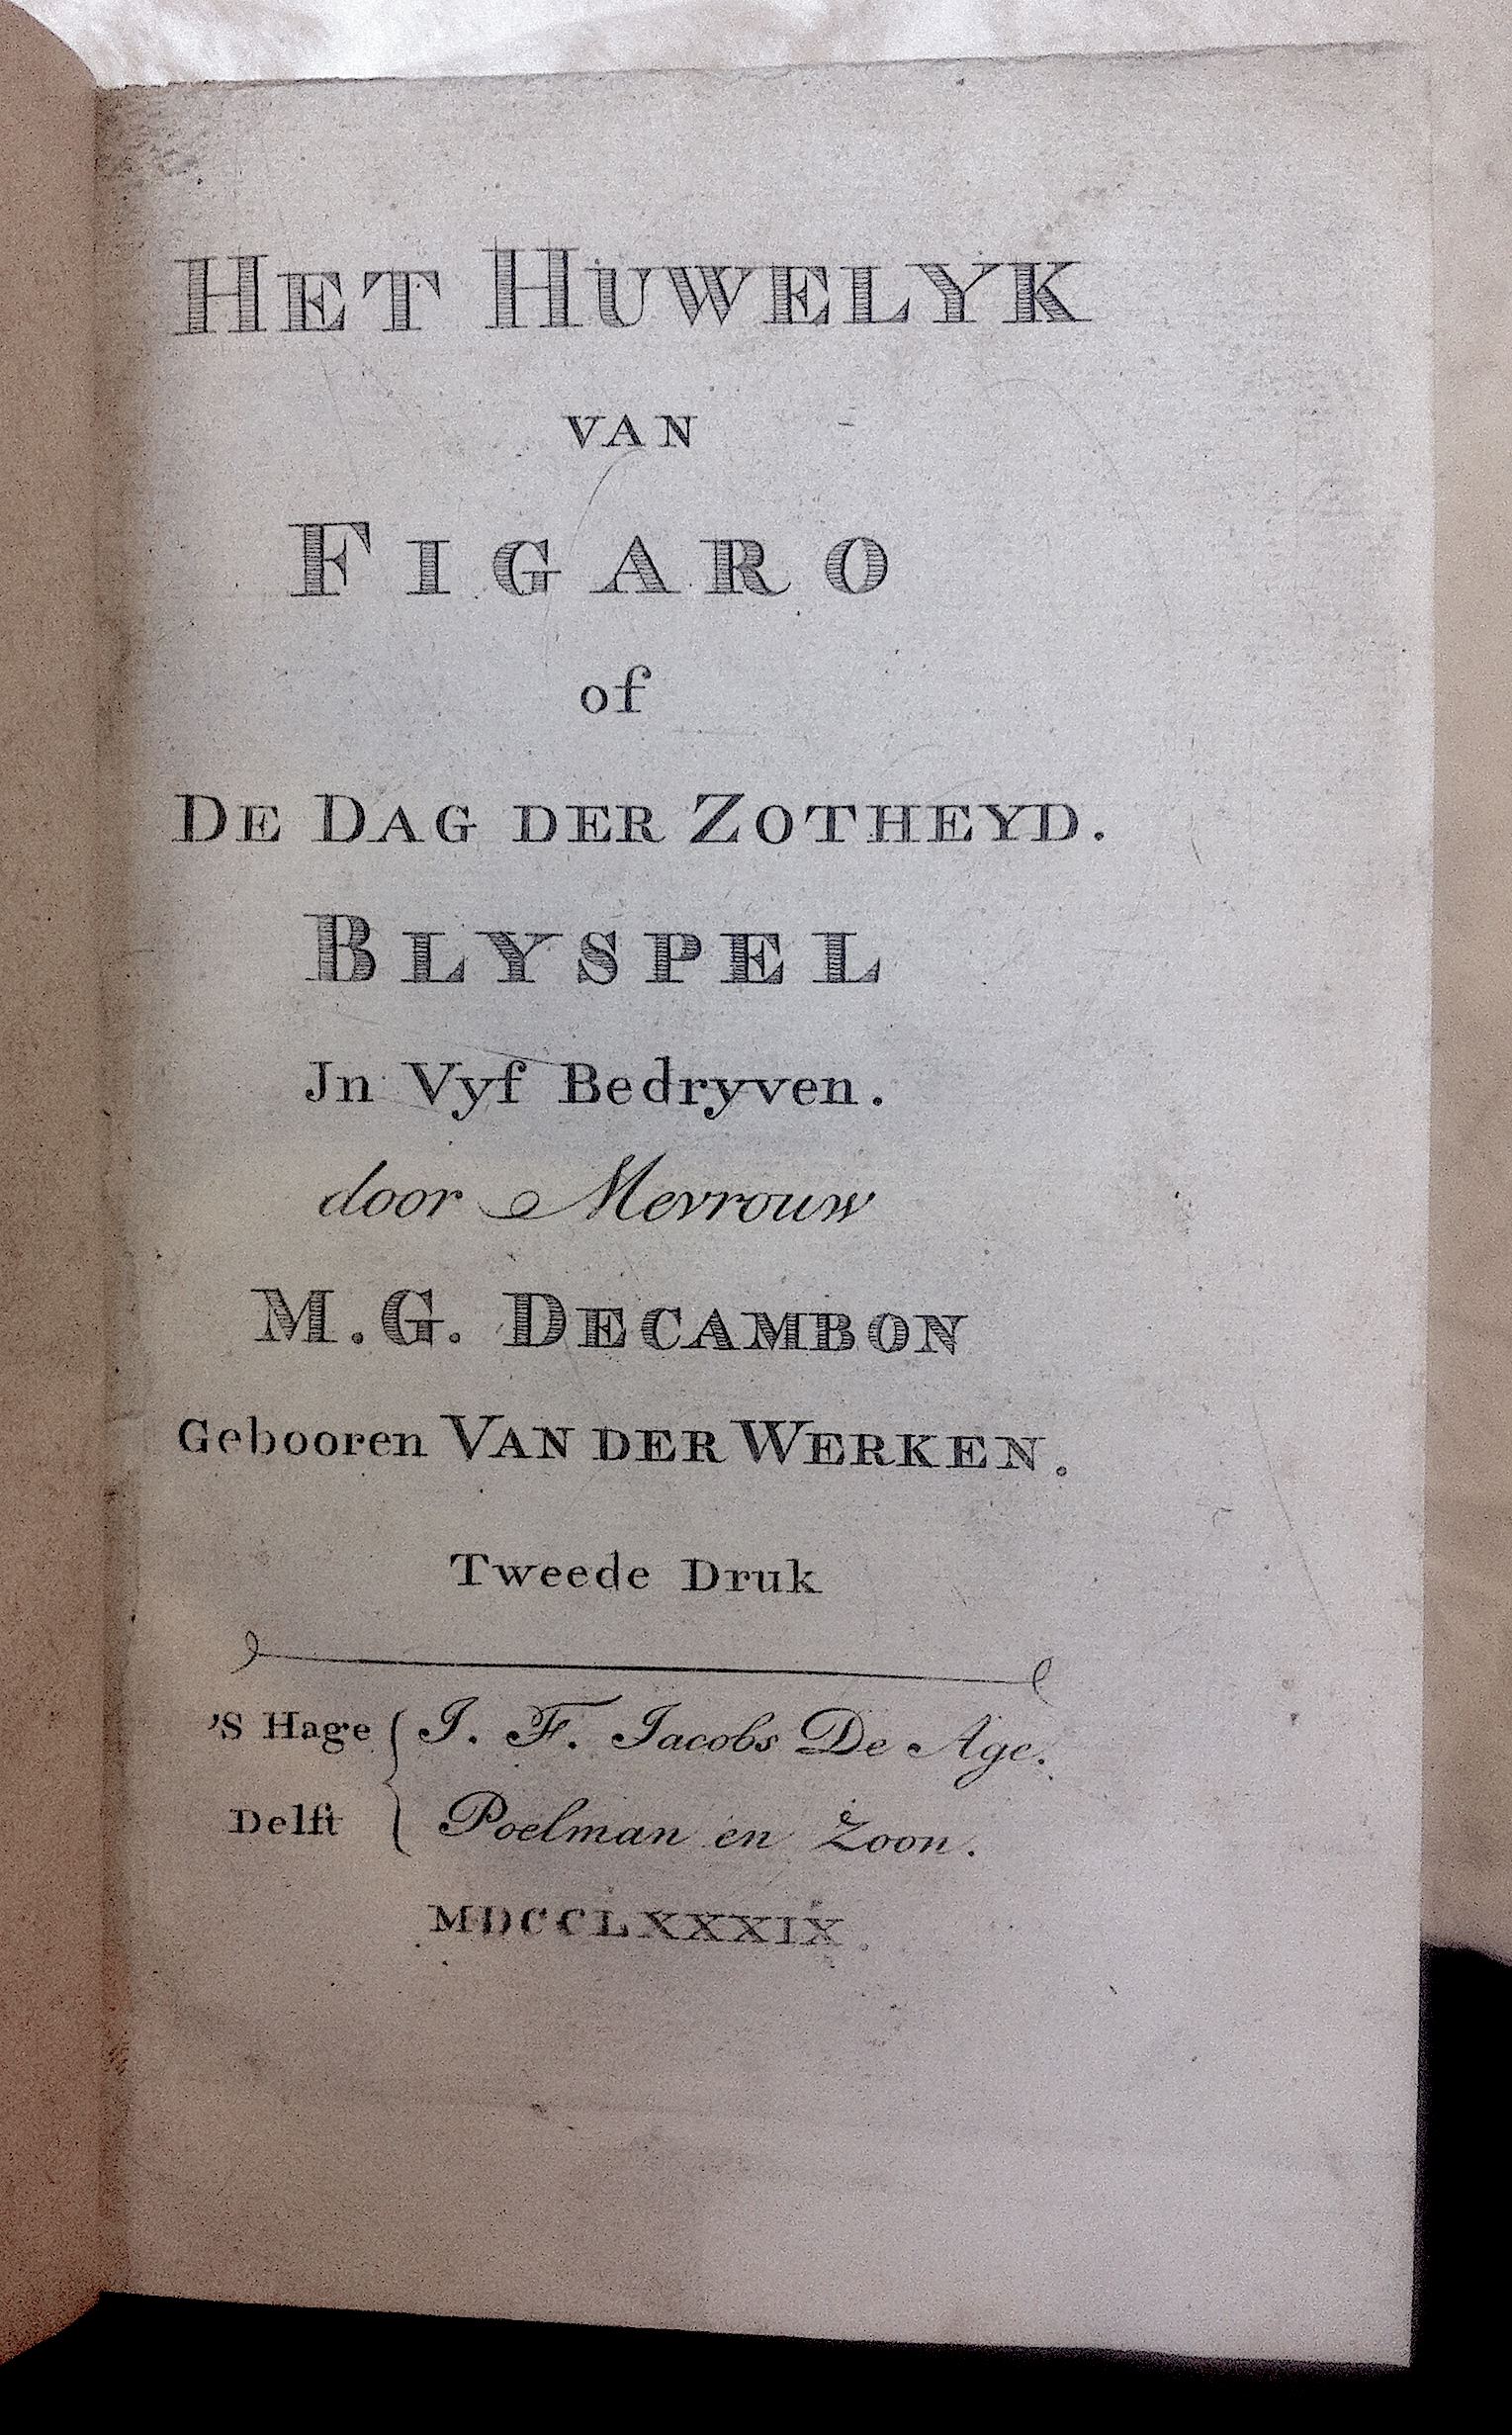 HET HUWELYK
VAN
FIGARO
of
DE DAG DER ZOTHEYD.
BLYSPEL
Jn Vyf Bedryven.
door Mevrouw
M. G. DECAMBON
Gebooren VAN DER WERKEN.
Tweede Druk
'S Hage { J. F. Jacobs De Age.
Delft { Poelman en Zoon.
MDCCLXXXIX.